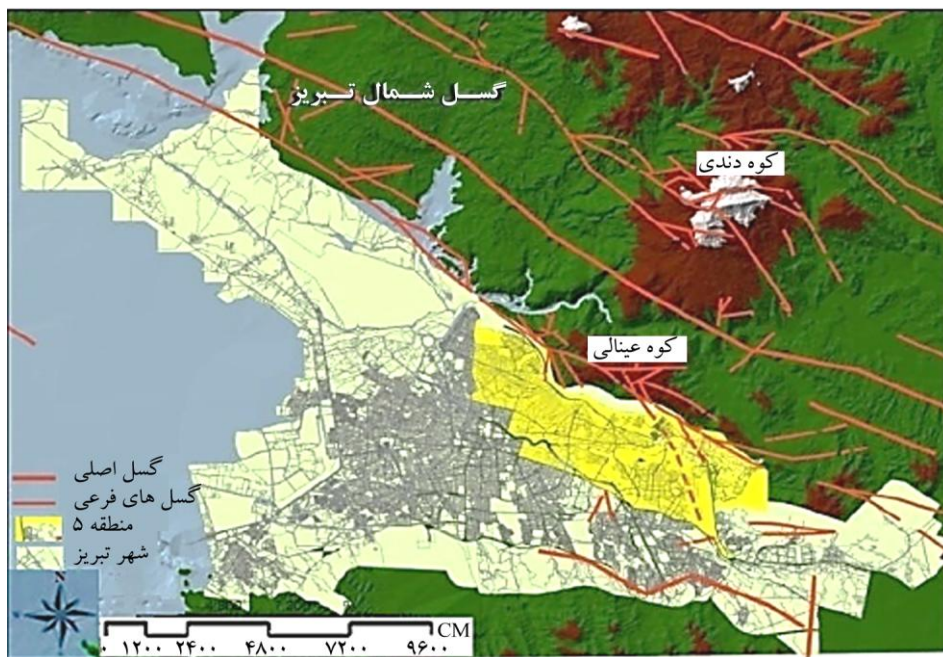 گسل شمال تبریز
کوه دندی
کوه عینالی
گسل اصلی
گسل های فرعی
منطقه ۵
شهر تبریز
N
CM
۰ ۱۲۰۰ ۲۴۰۰ ۴۸۰۰ ۷۲۰۰ ۹۶۰۰